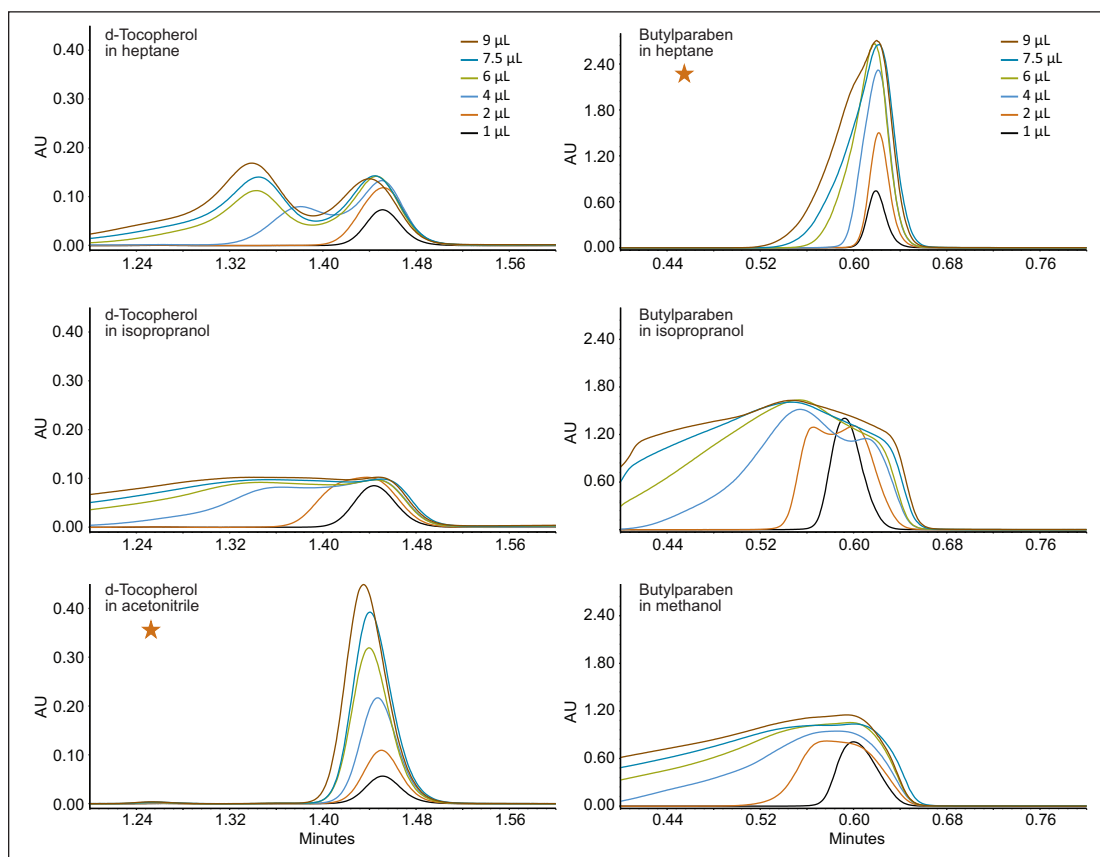 d-Tocopherol
in heptane
0.40
0.30
0.20
0.10
0.00
AU
9 µL
7.5 µL
6 µL
4 µL
2 µL
1 µL
1.24 1.32 1.40 1.48 1.56
Butylparaben
in heptane
2.40
1.80
1.20
0.60
0.00
AU
9 µL
7.5 µL
6 µL
4 µL
2 µL
1 µL
0.44 0.52 0.60 0.68 0.76
d-Tocopherol
in isopropranol
0.40
0.30
0.20
0.10
0.00
AU
1.24 1.32 1.40 1.48 1.56
Butylparaben
in isopropranol
2.40
1.80
1.20
0.60
AU
0.44 0.52 0.60 0.68 0.76
d-Tocopherol
in acetonitrile
0.40
0.30
0.20
0.10
0.00
AU
1.24 1.32 1.40 1.48 1.56
Minutes
Butylparaben
in methanol
2.40
1.80
1.20
0.60
0.00
AU
0.44 0.52 0.60 0.68 0.76
Minutes